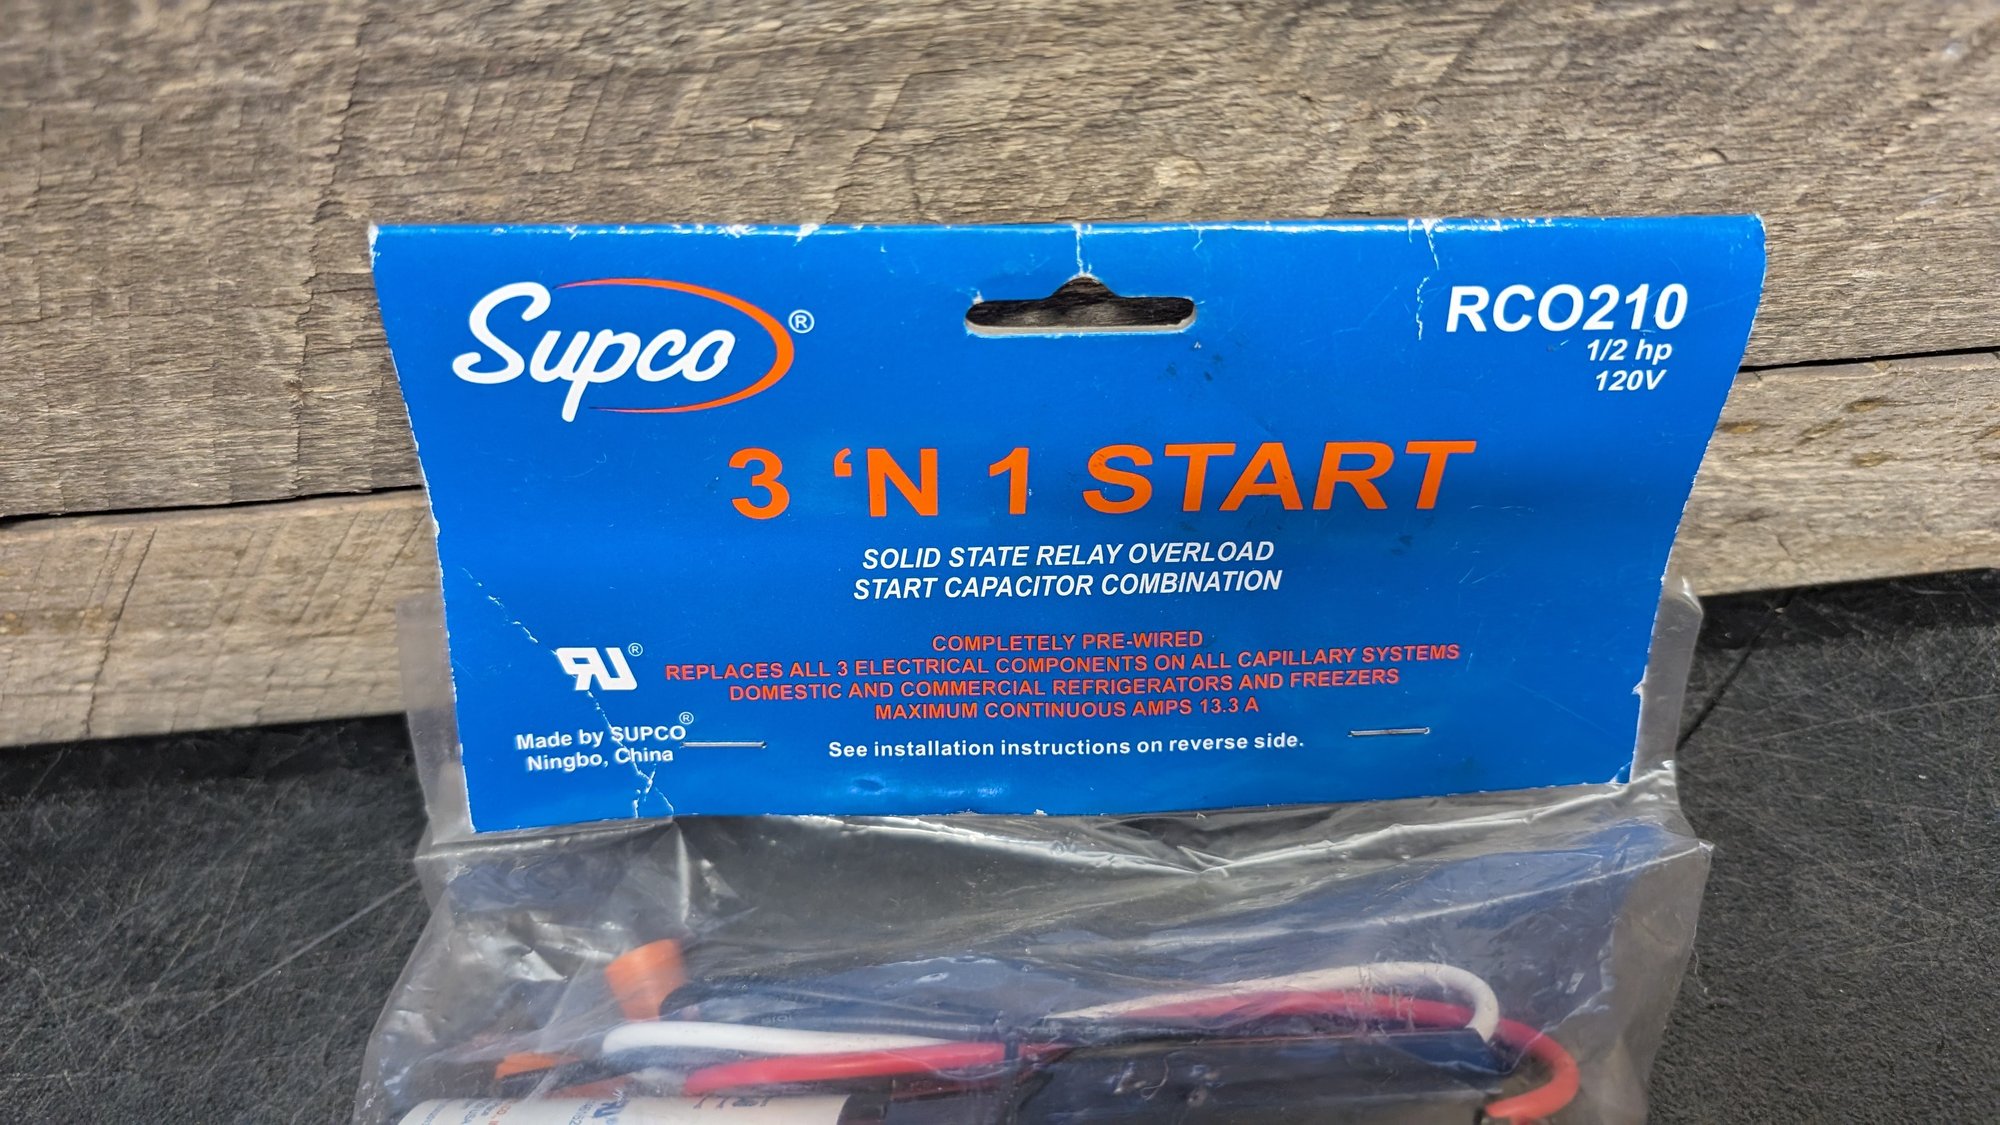 Supco®
RCO210
1/2 hp
120V
3 ‘N 1 START
SOLID STATE RELAY OVERLOAD
START CAPACITOR COMBINATION
COMPLETELY PRE-WIRED
REPLACES ALL 3 ELECTRICAL COMPONENTS ON ALL CAPILLARY SYSTEMS
DOMESTIC AND COMMERCIAL REFRIGERATORS AND FREEZERS
MAXIMUM CONTINUOUS AMPS 13.3 A
Made by SUPCO®
Ningbo, China
See installation instructions on reverse side.